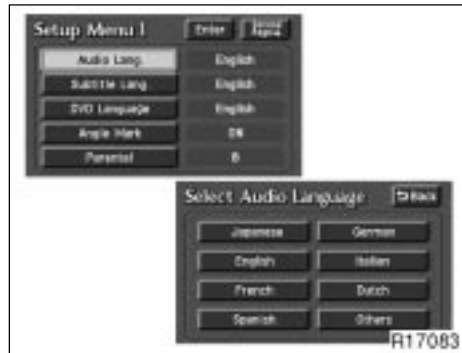 Setup Menu 1 Enter
Audio Lang. English
Subtitle Lang. English
DVD Language English
Angle Mark ON
Parental 8
Select Audio Language Back
Japanese German
English Italian
French Dutch
Spanish Others
R17083